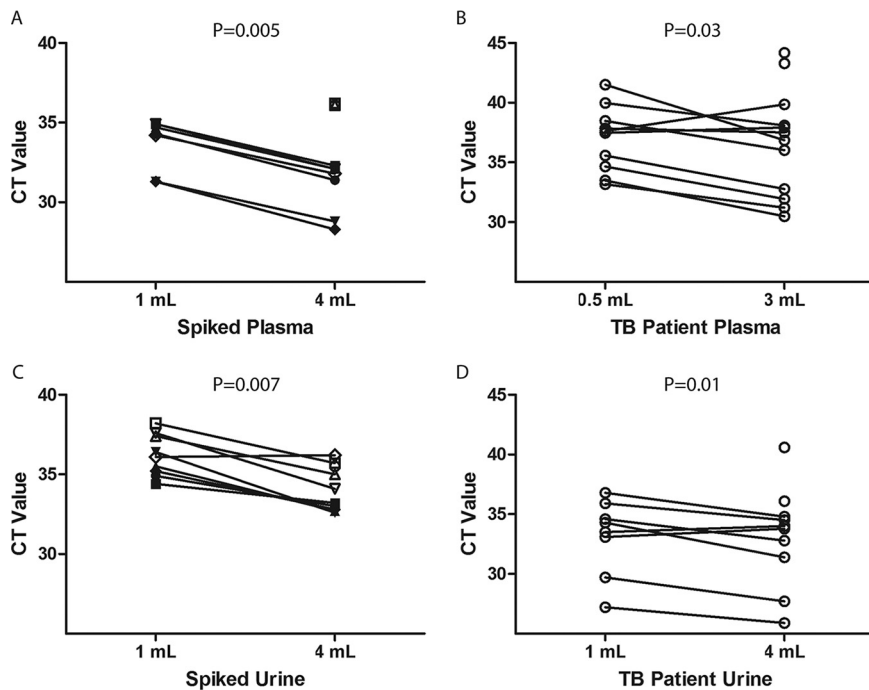 A
P=0.005
CT Value
40
35
30
1 mL
4 mL
Spiked Plasma
B
P=0.03
CT Value
45
40
35
30
0.5 mL
3 mL
TB Patient Plasma
C
P=0.007
CT Value
40
35
30
1 mL
4 mL
Spiked Urine
D
P=0.01
CT Value
45
40
35
30
1 mL
4 mL
TB Patient Urine